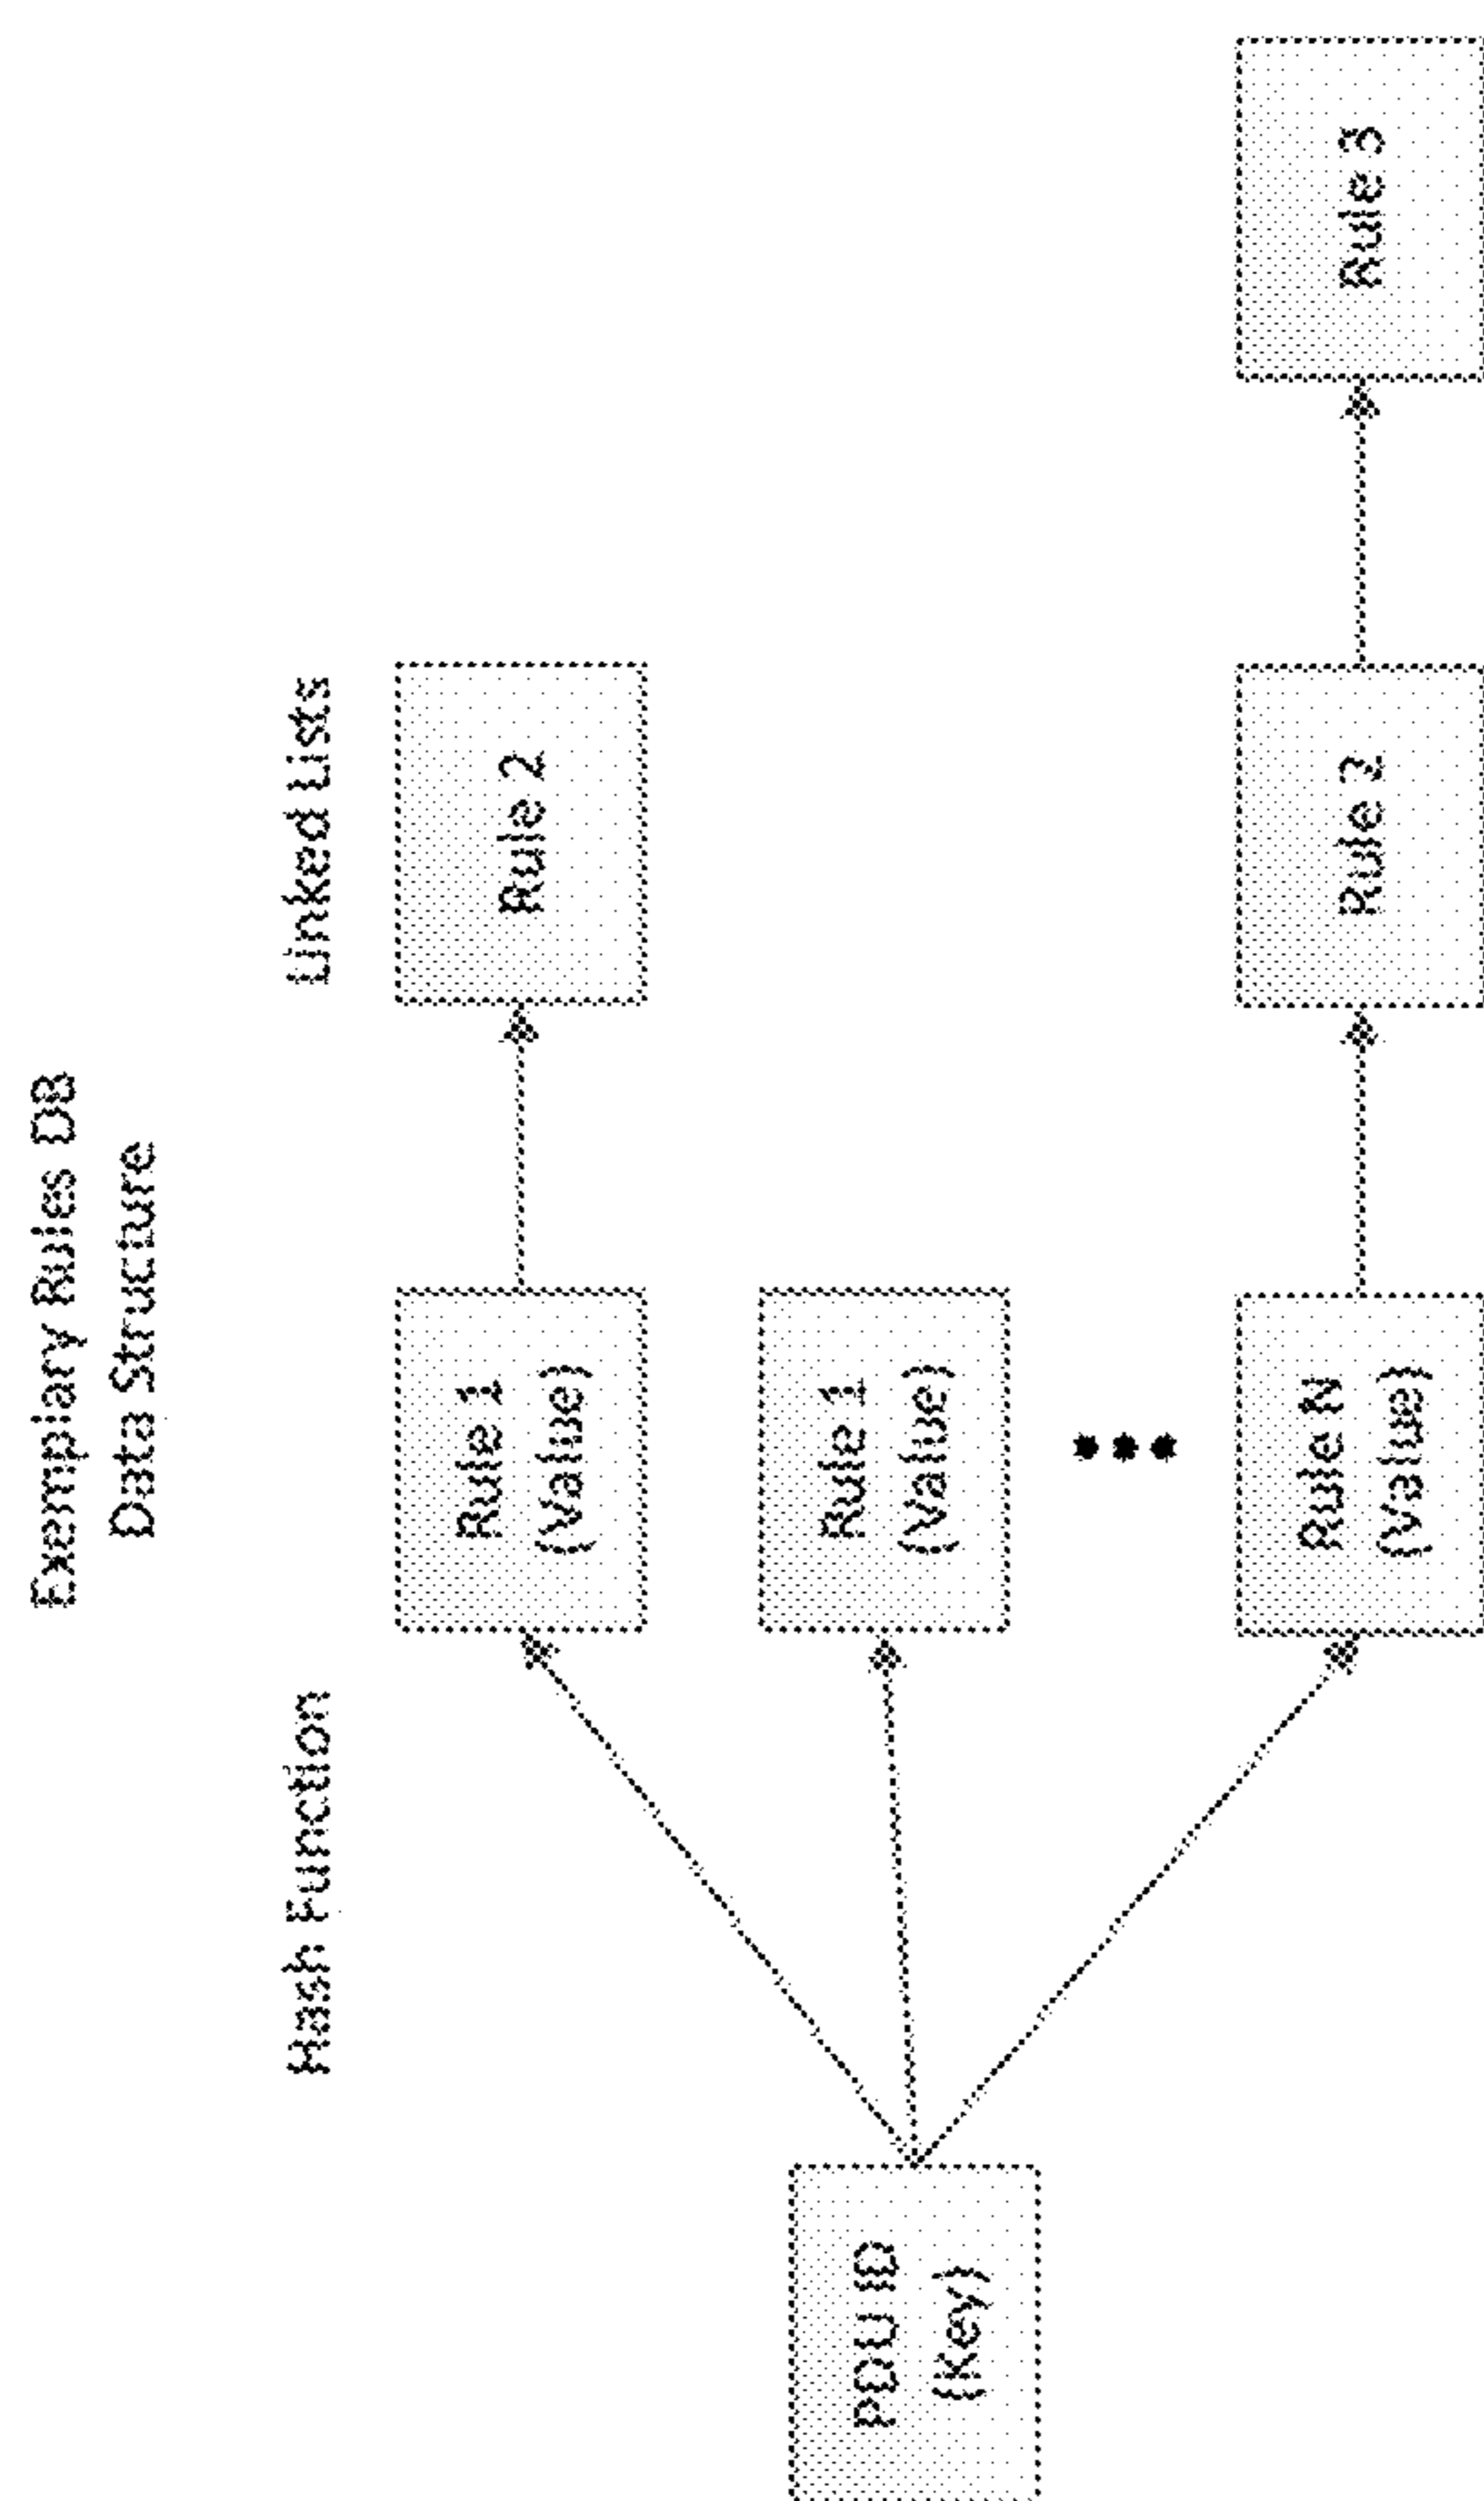 Exemplary Rules DB
Data Structure
Hash Function
Linked Lists
PDU ID
(Key)
Rule 1
(Value)
Rule 2
Rule 1
(Value)
Rule N
(Value)
Rule 2
Rule 3